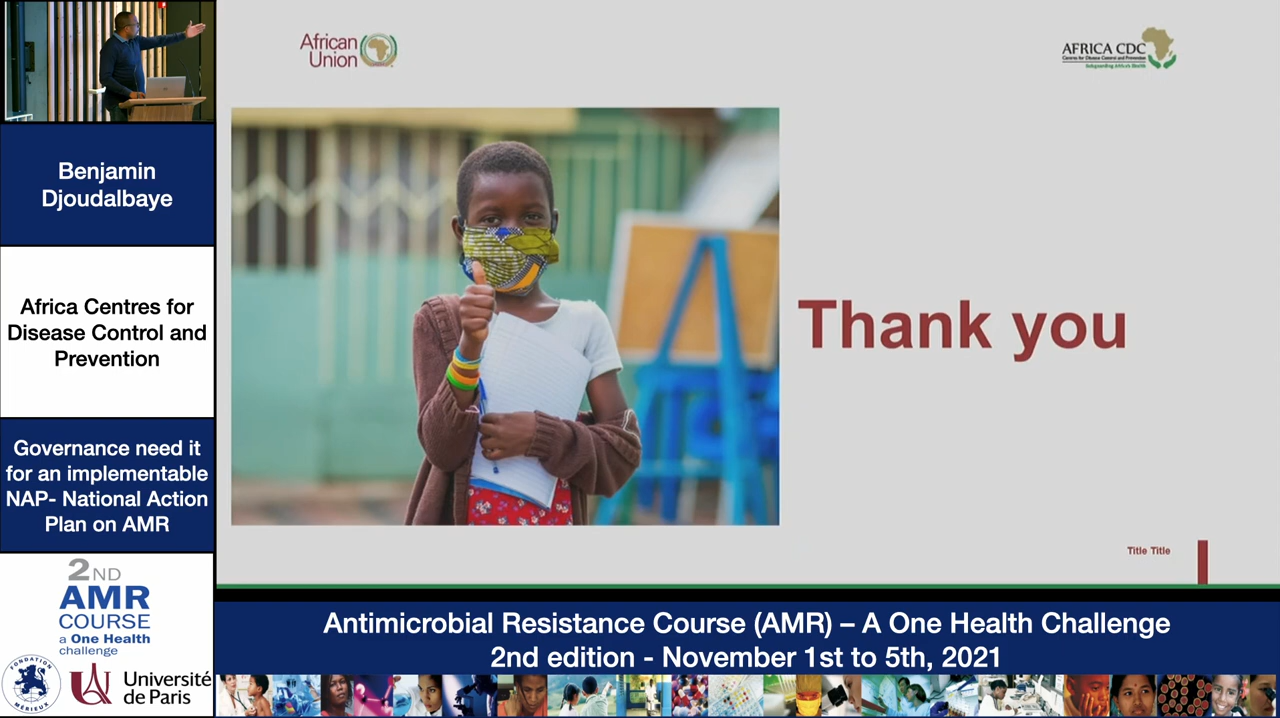 Benjamin
Djoudalbaye
Africa Centres for
Disease Control and
Prevention
Governance need it
for an implementable
NAP- National Action
Plan on AMR
2ND
AMR
COURSE
a One Health
challenge
FONDATION
MÉRIEUX
Université
de Paris
African
Union
AFRICA CDC
Centres for Disease Control and Prevention
Safeguarding Africa's Health
Thank you
Title Title
Antimicrobial Resistance Course (AMR) – A One Health Challenge
2nd edition - November 1st to 5th, 2021